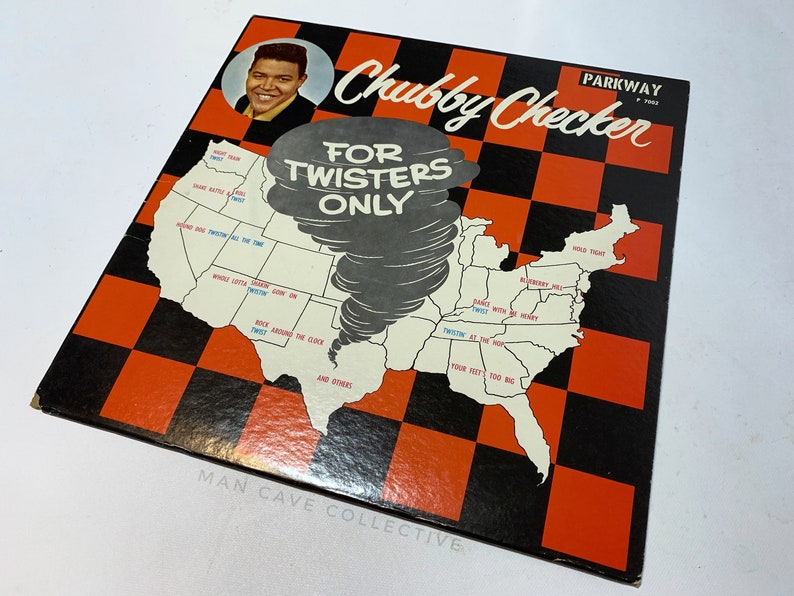 Chubby Checker
PARKWAY
P 7002
FOR
TWISTERS
ONLY
NIGHT TRAIN
TWIST
SHAKE RATTLE & ROLL
TWIST
HOUND DOG TWISTIN' ALL THE TIME
WHOLE LOTTA SHAKIN' GOIN' ON
TWISTIN'
ROCK AROUND THE CLOCK
TWIST
AND OTHERS
HOLD TIGHT
BLUEBERRY HILL
DANCE WITH ME HENRY
TWIST
TWISTIN' AT THE HOP
YOUR FEET'S TOO BIG
MAN CAVE COLLECTIVE